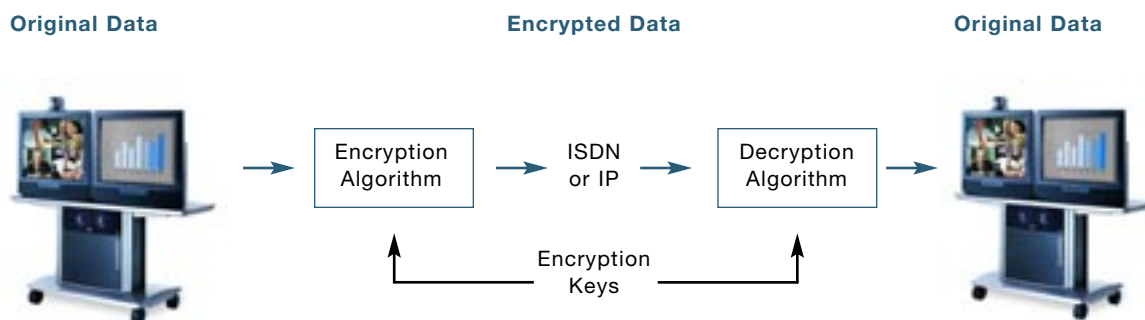 Original Data
Encrypted Data
Original Data
Encryption
Algorithm
ISDN
or IP
Decryption
Algorithm
Encryption
Keys